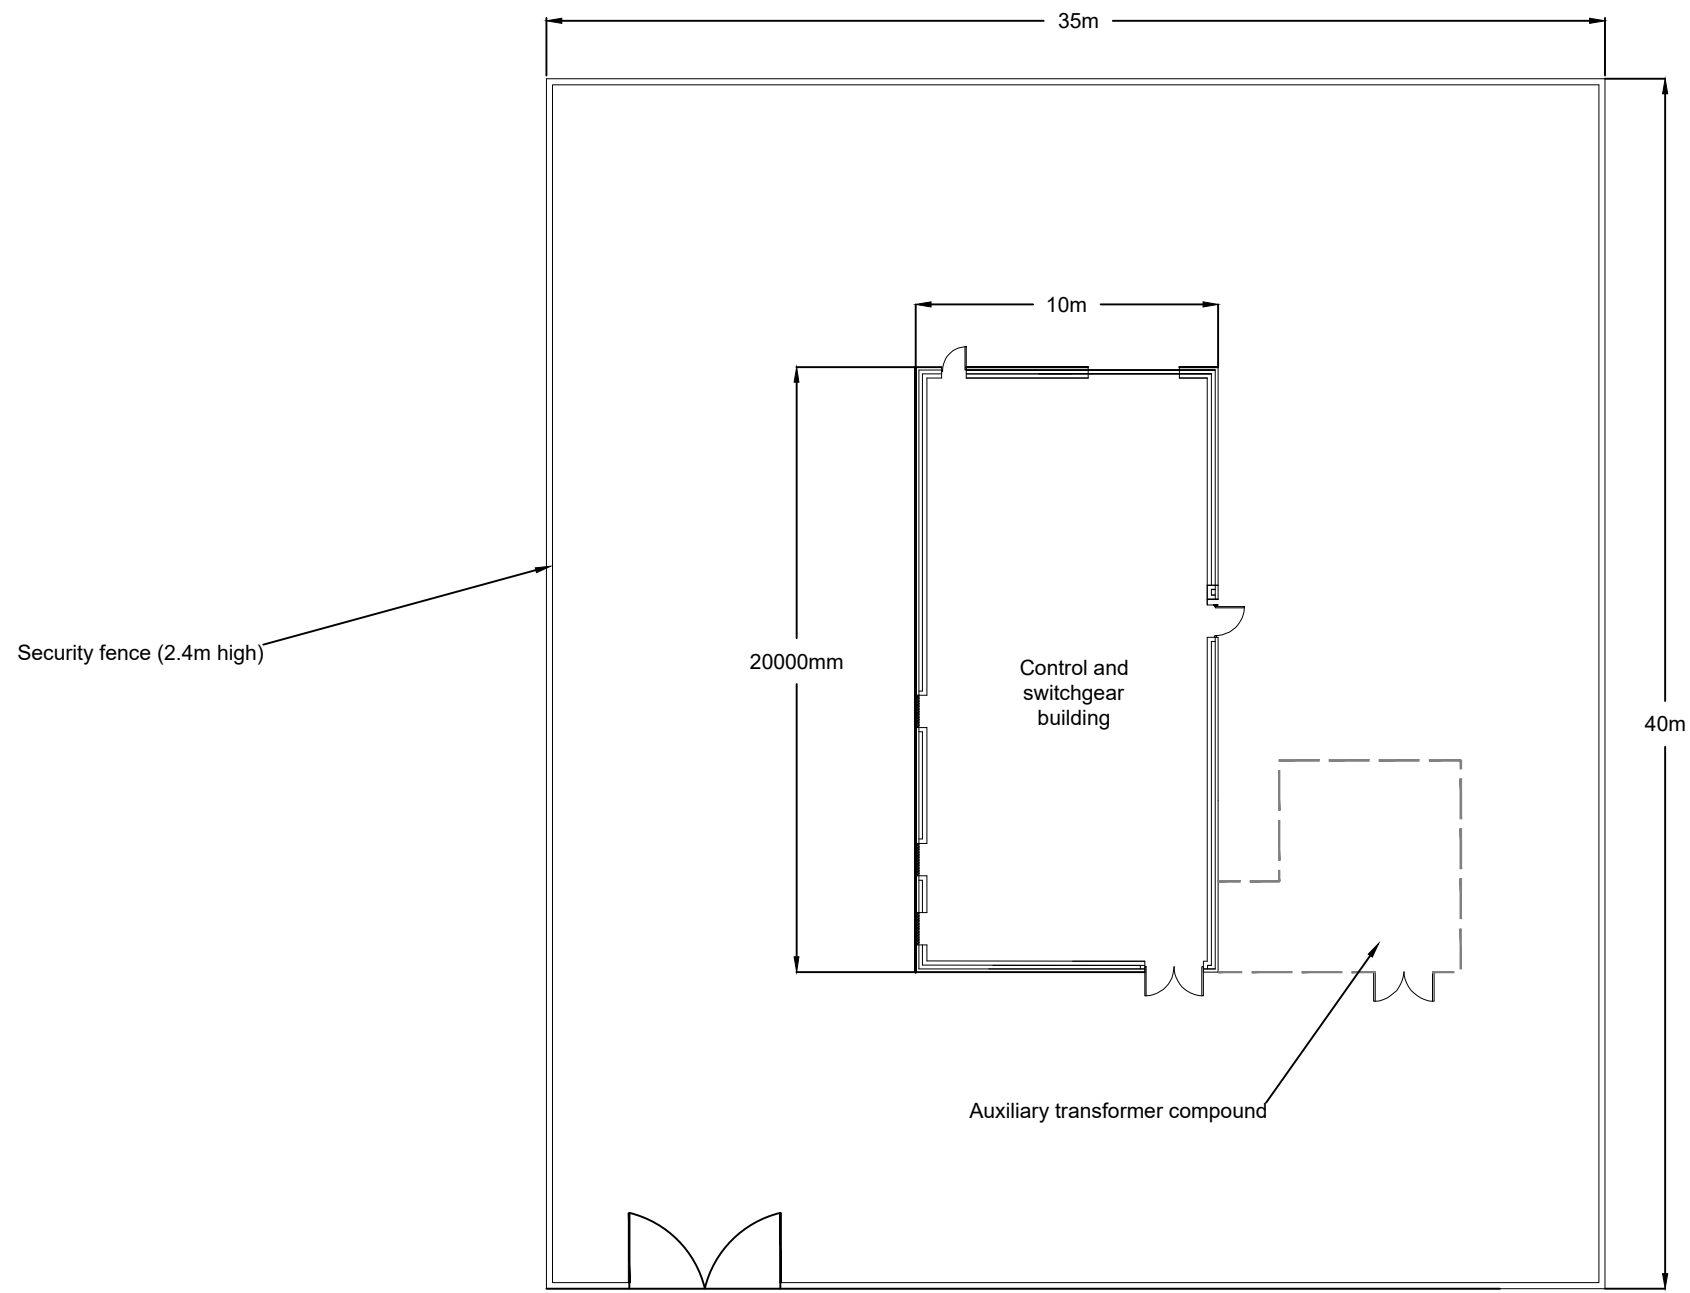 35m
10m
Security fence (2.4m high)
20000mm
Control and
switchgear
building
40m
Auxiliary transformer compound